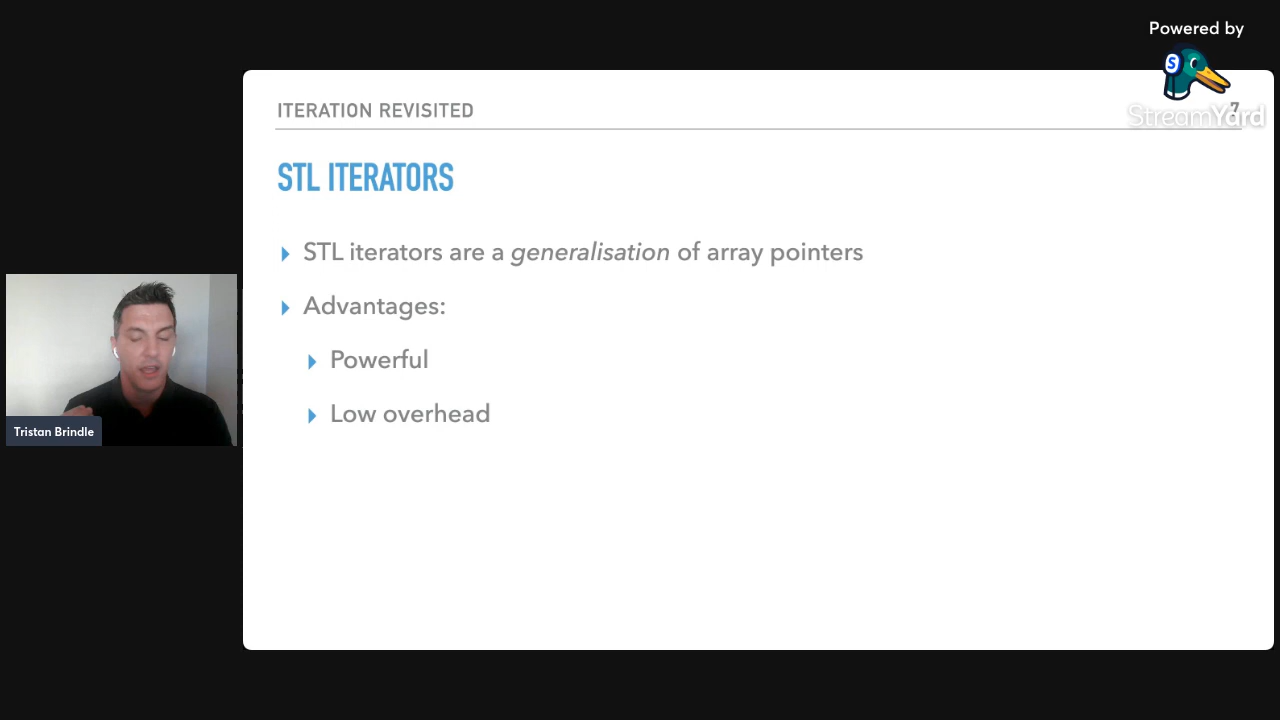 Powered by
S
StreamYard
ITERATION REVISITED
7
STL ITERATORS
STL iterators are a generalisation of array pointers
Advantages:
Powerful
Low overhead
Tristan Brindle